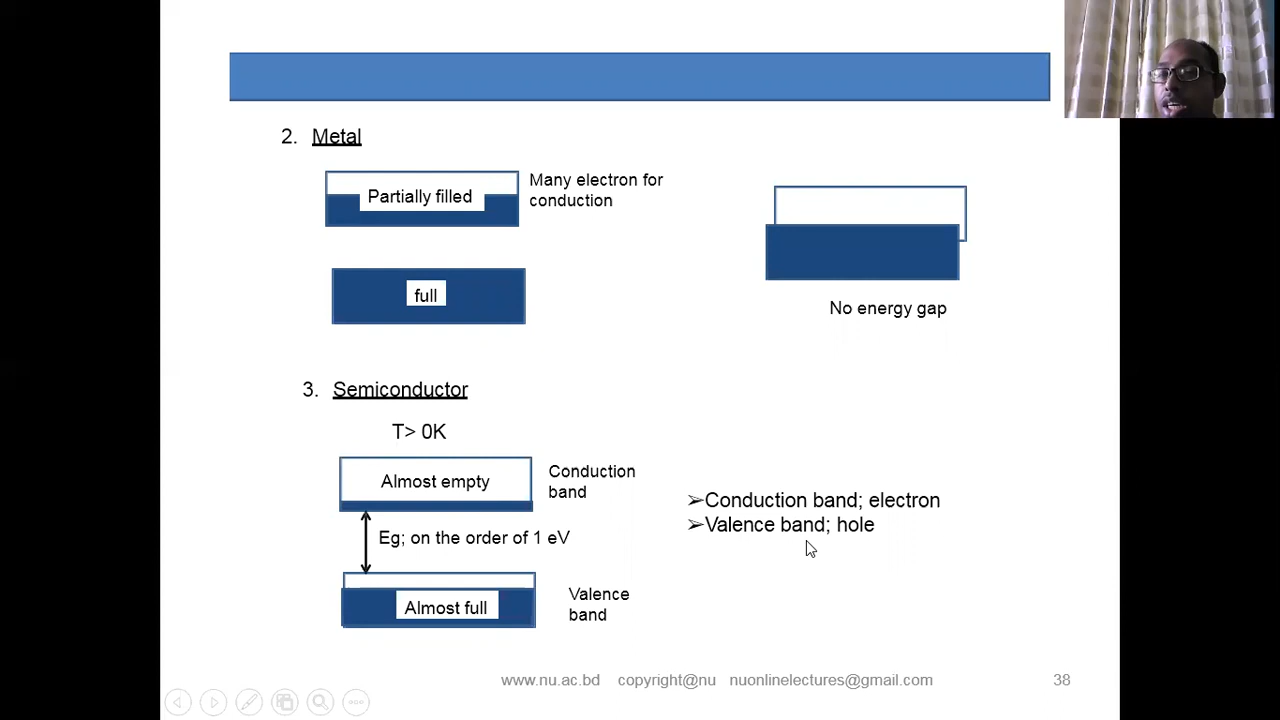 2. Metal
Partially filled
Many electron for
conduction
full
No energy gap
3. Semiconductor
T> 0K
Almost empty
Conduction
band
Eg; on the order of 1 eV
Almost full
Valence
band
➢Conduction band; electron
➢Valence band; hole
www.nu.ac.bd copyright@nu nuonlinelectures@gmail.com 38